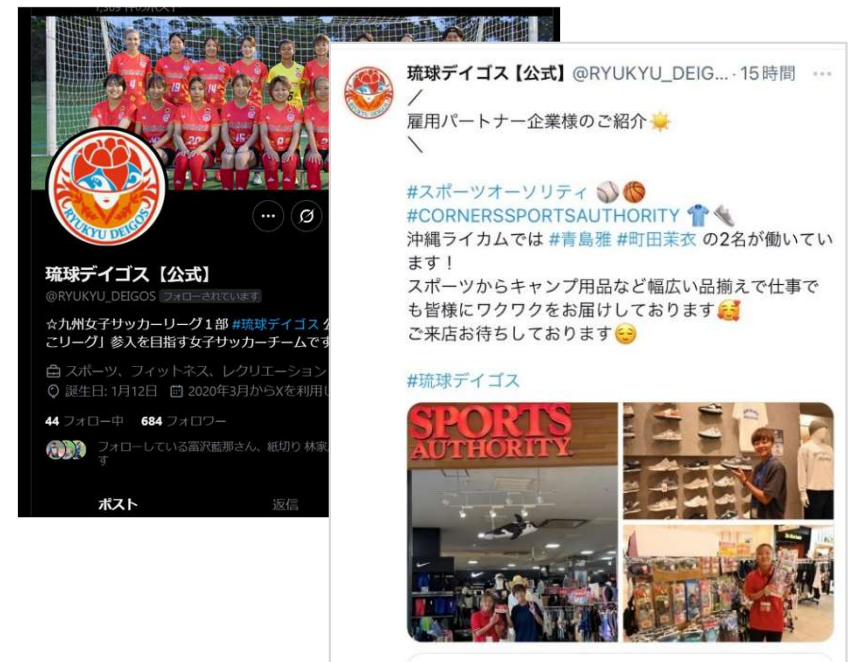 1,509 件のポスト
RYUKYU DEIGOS
琉球デイゴス【公式】
@RYUKYU_DEIGOS フォローされています
☆九州女子サッカーリーグ1部 #琉球デイゴス
こリーグ」参入を目指す女子サッカーチームです
スポーツ、フィットネス、レクリエーション
誕生日: 1月12日 2020年3月からXを利用し
44 フォロー中 684 フォロワー
フォローしている富沢藍那さん、紙切り 林家
す
ポスト 返信
琉球デイゴス【公式】 @RYUKYU_DEIG... · 15時間 …
／
雇用パートナー企業様のご紹介☀️
＼
#スポーツオーソリティ ⚾🏀
#CORNERSSPORTSAUTHORITY 👕👟
沖縄ライカムでは #青島雅 #町田茉衣 の2名が働いてい
ます！
スポーツからキャンプ用品など幅広い品揃えで仕事で
も皆様にワクワクをお届けしております🥰
ご来店お待ちしております😌
#琉球デイゴス
SPORTS
AUTHORITY